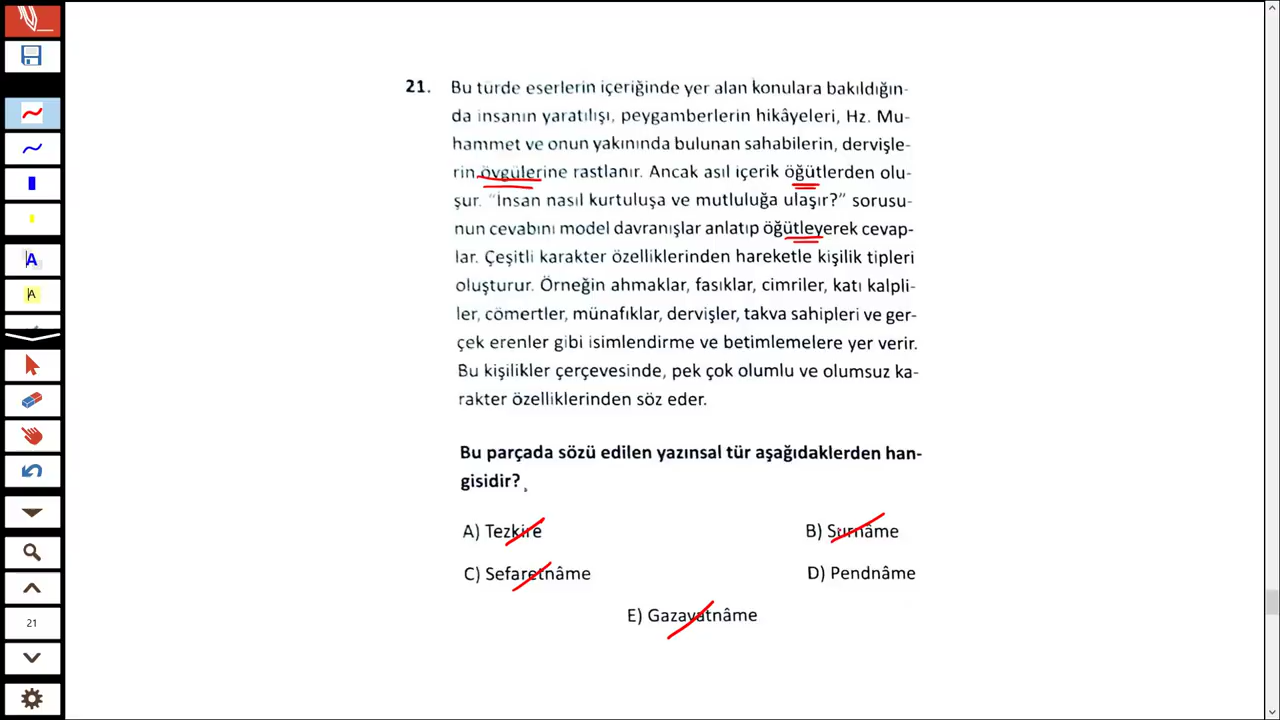 21. Bu türde eserlerin içeriğinde yer alan konulara bakıldığın-
da insanın yaratılışı, peygamberlerin hikâyeleri, Hz. Mu-
hammet ve onun yakınında bulunan sahabilerin, dervişle-
rin övgülerine rastlanır. Ancak asıl içerik öğütlerden olu-
şur. "İnsan nasıl kurtuluşa ve mutluluğa ulaşır?" sorusu-
nun cevabını model davranışlar anlatıp öğütleyerek cevap-
lar. Çeşitli karakter özelliklerinden hareketle kişilik tipleri
oluşturur. Örneğin ahmaklar, fasıklar, cimriler, katı kalpli-
ler, cömertler, münafıklar, dervişler, takva sahipleri ve ger-
çek erenler gibi isimlendirme ve betimlemelere yer verir.
Bu kişilikler çerçevesinde, pek çok olumlu ve olumsuz ka-
rakter özelliklerinden söz eder.
Bu parçada sözü edilen yazınsal tür aşağıdaklerden han-
gisidir?
A) Tezkire
B) Surnâme
C) Sefaretnâme
D) Pendnâme
E) Gazavatnâme
A
A
21